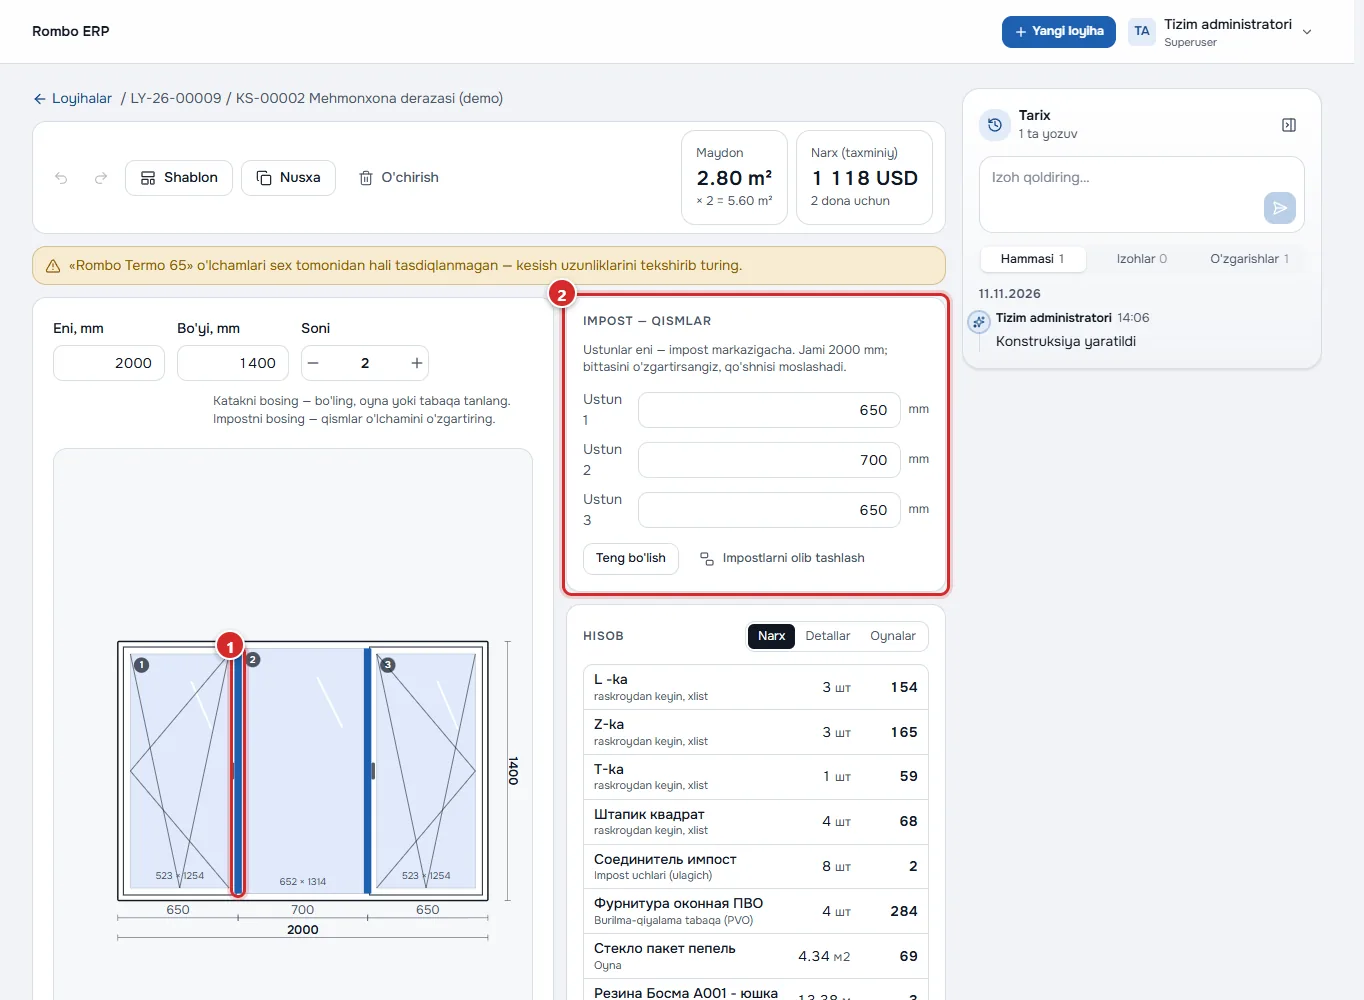 Rombo ERP
+ Yangi loyiha
TA
Tizim administratori
Superuser
← Loyihalar / LY-26-00009 / KS-00002 Mehmonxona derazasi (demo)
Shablon
Nusxa
O'chirish
Maydon
2.80 m²
× 2 = 5.60 m²
Narx (taxminiy)
1 118 USD
2 dona uchun
«Rombo Termo 65» o'lchamlari sex tomonidan hali tasdiqlanmagan — kesish uzunliklarini tekshirib turing.
Eni, mm
Bo'yi, mm
Soni
2000
1400
− 2 +
Katakni bosing — bo'ling, oyna yoki tabaqa tanlang.
Impostni bosing — qismlar o'lchamini o'zgartiring.
1
1
2
3
523 × 1254
652 × 1314
523 × 1254
1400
650
700
650
2000
2
IMPOST — QISMLAR
Ustunlar eni — impost markazigacha. Jami 2000 mm;
bittasini o'zgartirsangiz, qo'shnisi moslashadi.
Ustun
1
650 mm
Ustun
2
700 mm
Ustun
3
650 mm
Teng bo'lish
Impostlarni olib tashlash
HISOB
Narx
Detallar
Oynalar
L -ka
raskroydan keyin, xlist
3 шт
154
Z-ka
raskroydan keyin, xlist
3 шт
165
T-ka
raskroydan keyin, xlist
1 шт
59
Штапик квадрат
raskroydan keyin, xlist
4 шт
68
Соединитель импост
Impost uchlari (ulagich)
8 шт
2
Фурнитура оконная ПВО
Burilma-qiyalama tabaqa (PVO)
4 шт
284
Стекло пакет пепель
Oyna
4.34 м2
69
Резина Босма А001 - юшка
13.38 м
3
Tarix
1 ta yozuv
Izoh qoldiring...
Hammasi 1
Izohlar 0
O'zgarishlar 1
11.11.2026
Tizim administratori 14:06
Konstruksiya yaratildi